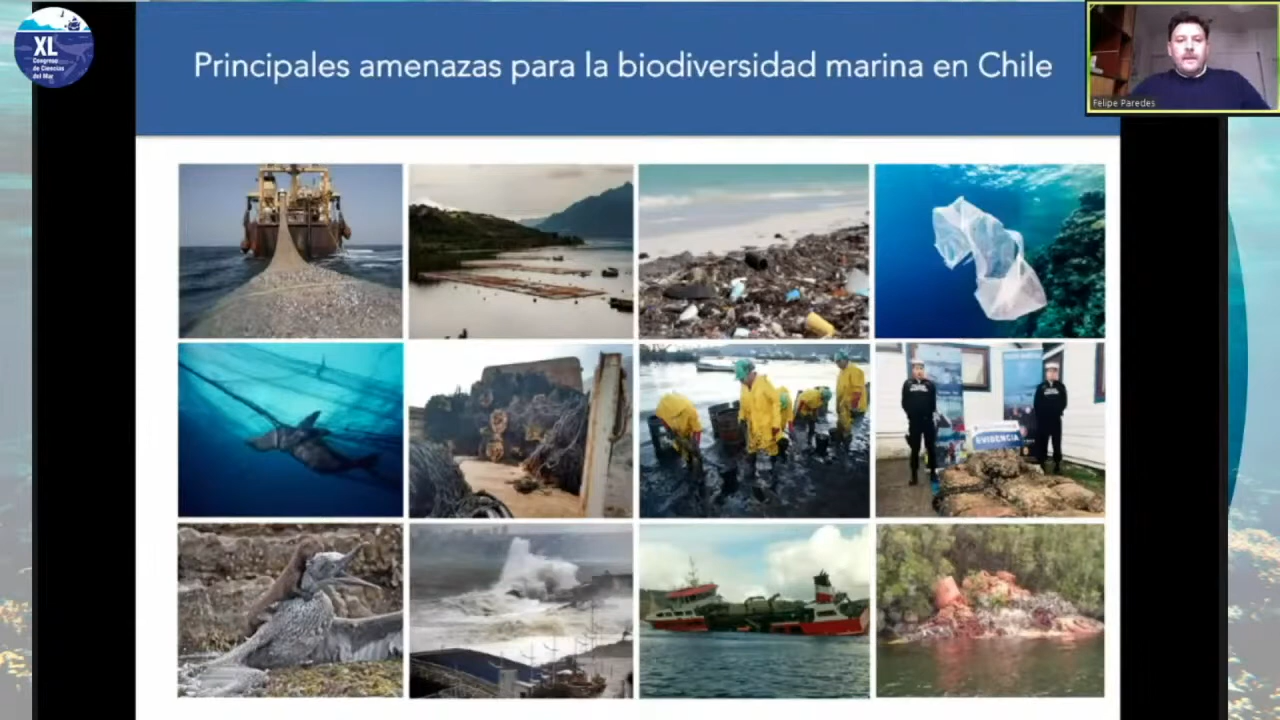 XL
Congreso
de Ciencias
del Mar
Principales amenazas para la biodiversidad marina en Chile
Felipe Paredes
EVIDENCIA